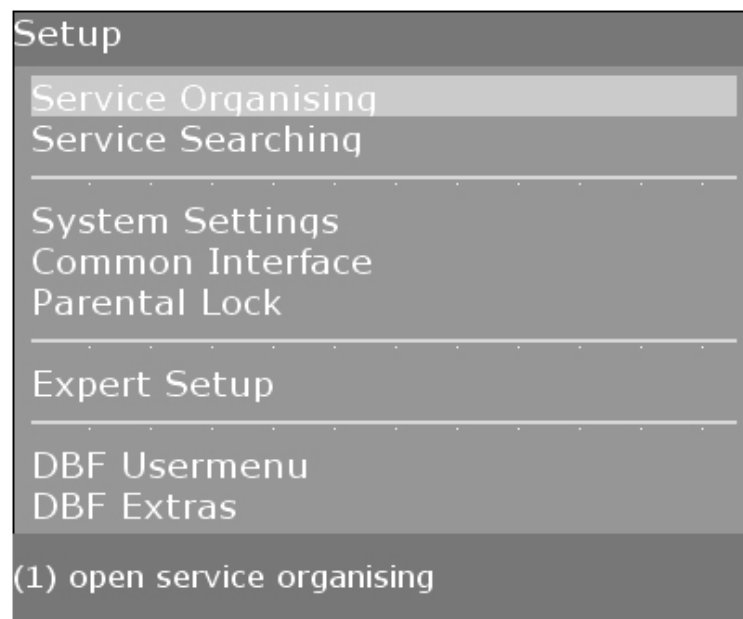 Setup
Service Organising
Service Searching
System Settings
Common Interface
Parental Lock
Expert Setup
DBF Usermenu
DBF Extras
(1) open service organising